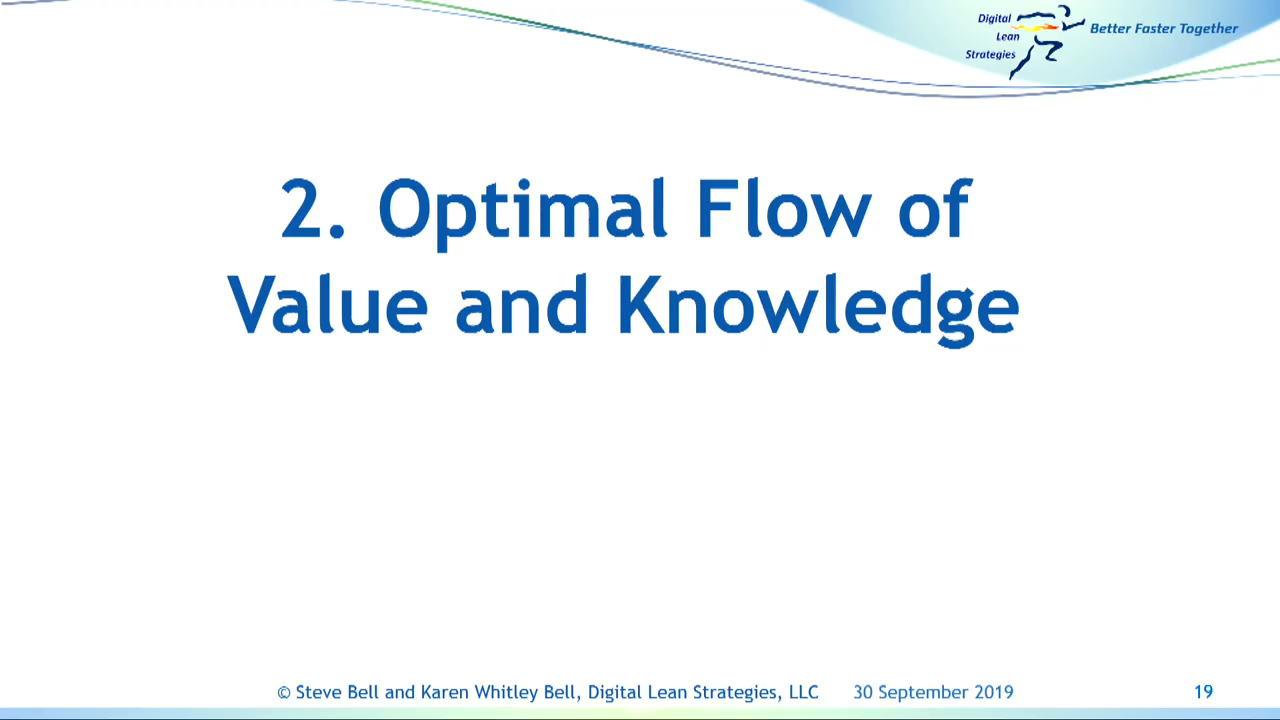 Digital
Lean
Strategies
Better Faster Together
2. Optimal Flow of
Value and Knowledge
© Steve Bell and Karen Whitley Bell, Digital Lean Strategies, LLC 30 September 2019 19